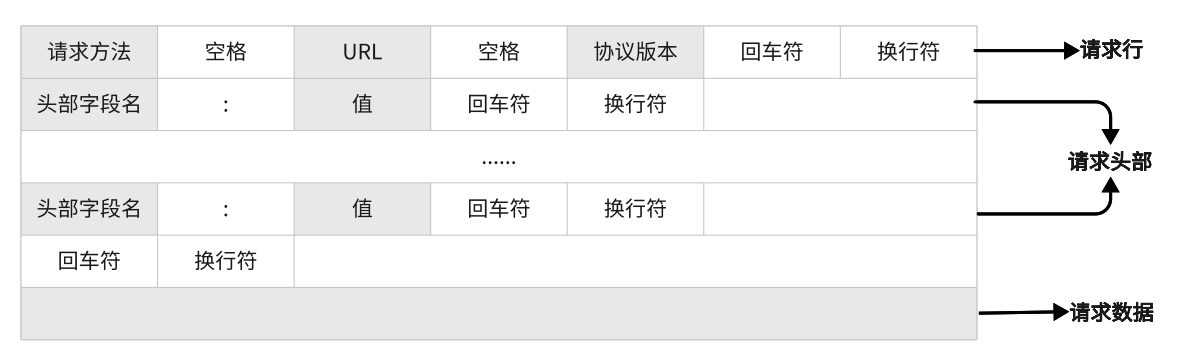 请求方法 空格 URL 空格 协议版本 回车符 换行符 请求行
头部字段名 : 值 回车符 换行符
...... 请求头部
头部字段名 : 值 回车符 换行符
回车符 换行符
请求数据